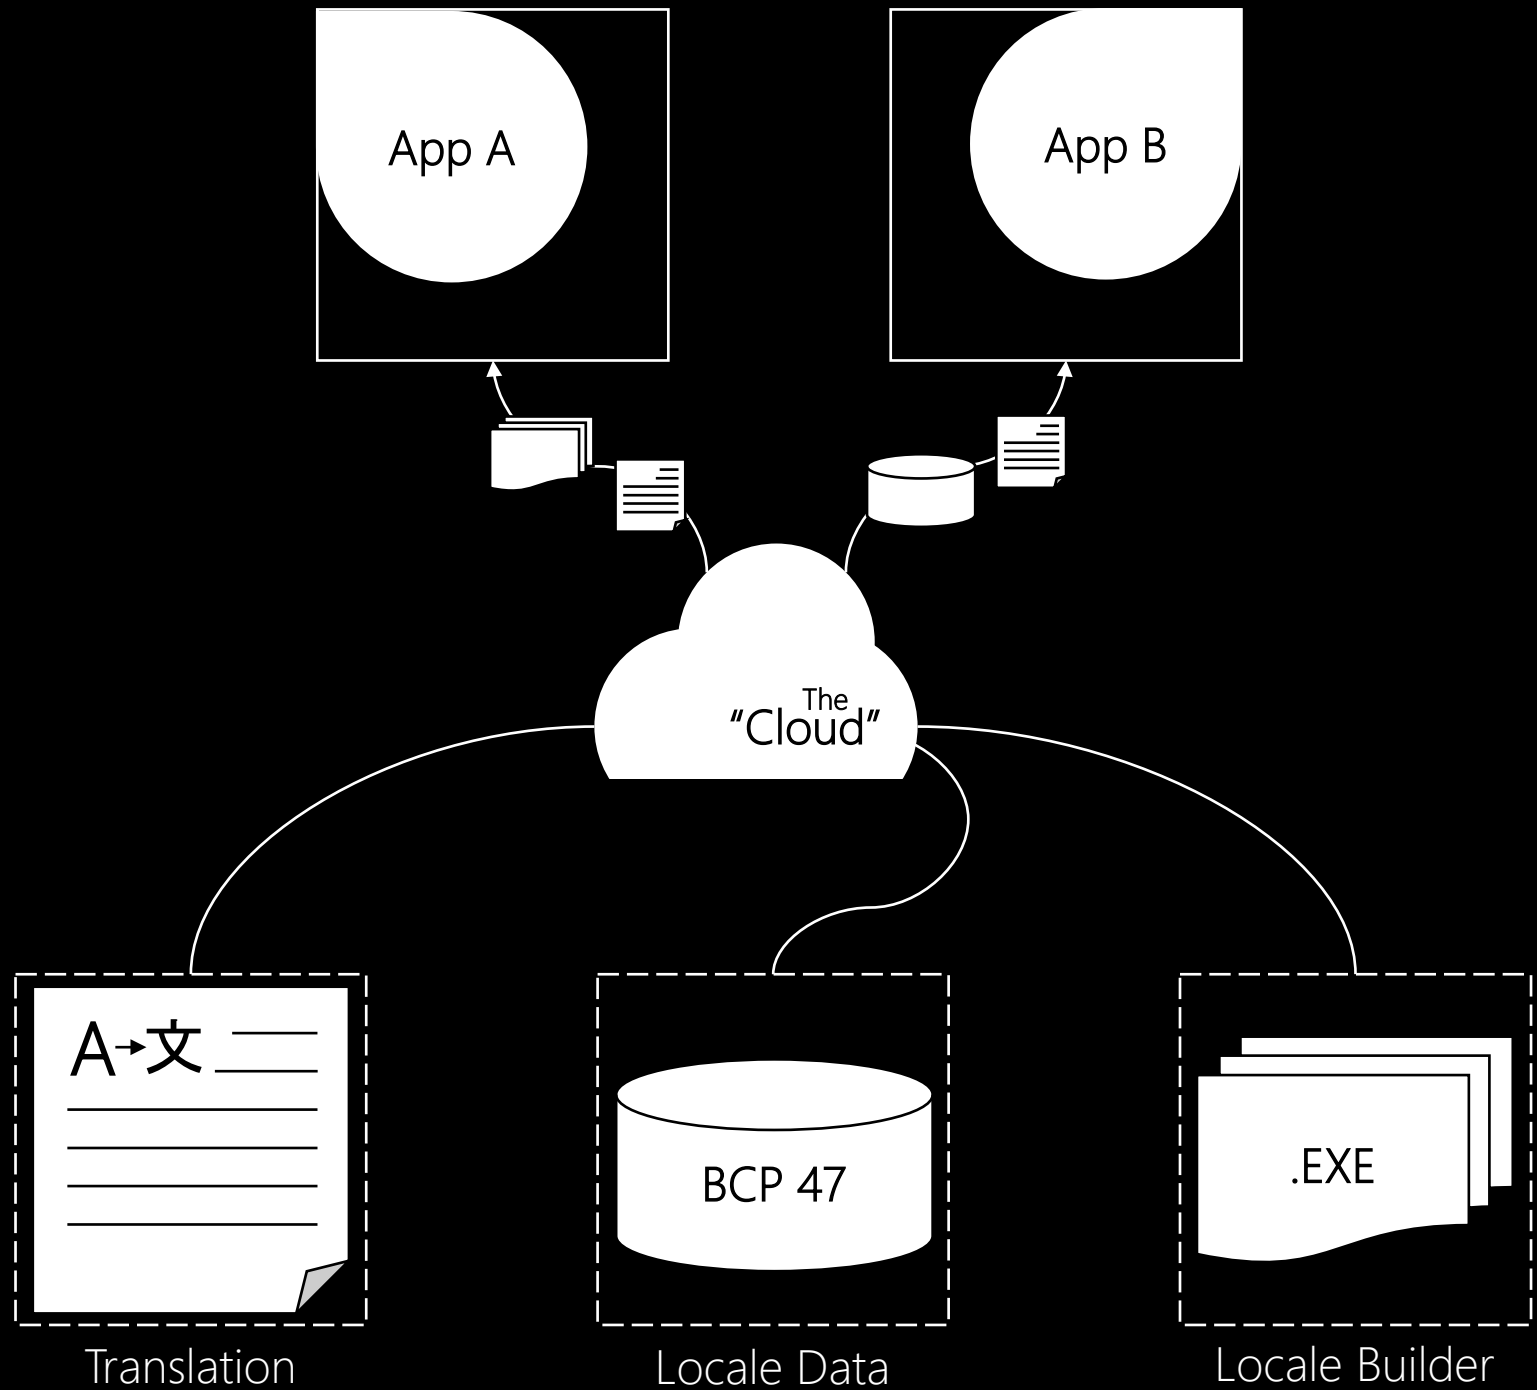 App A
App B
The
“Cloud”
A→文
BCP 47
.EXE
Translation
Locale Data
Locale Builder